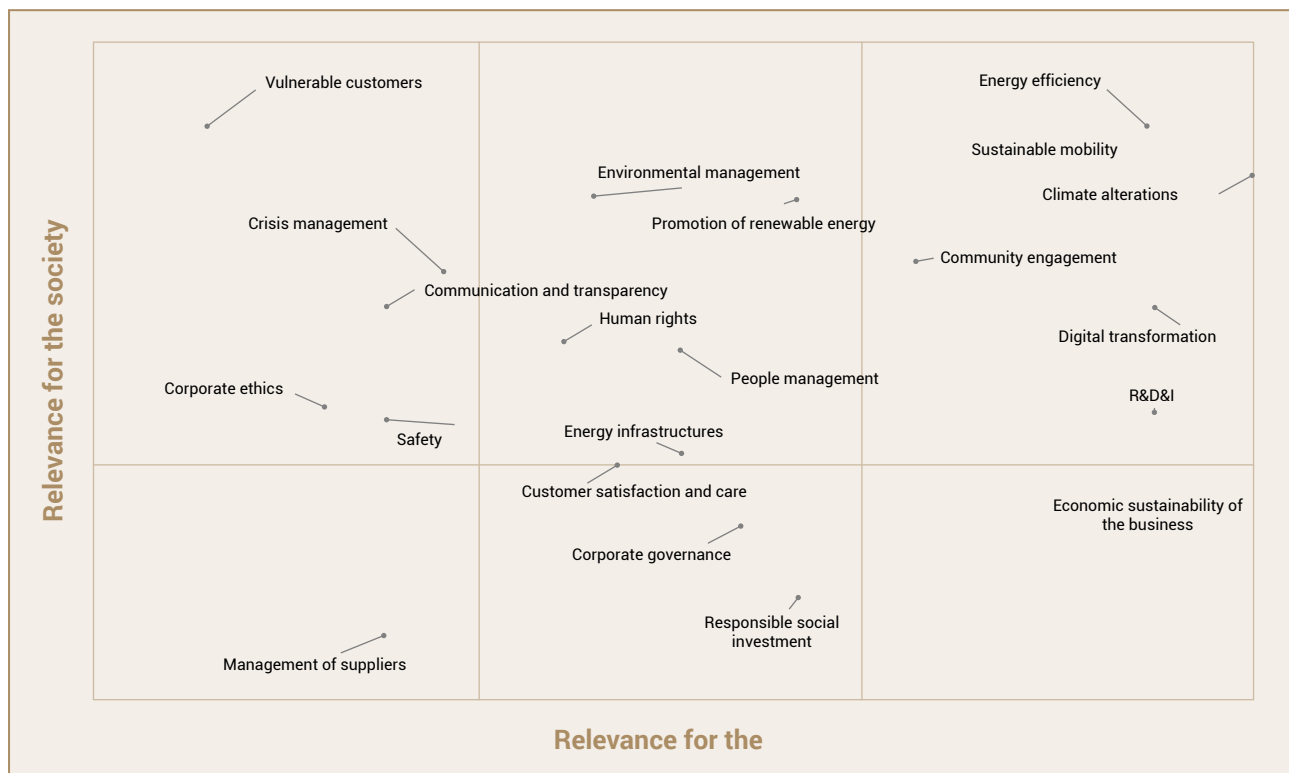 Vulnerable customers
Energy efficiency
Sustainable mobility
Environmental management
Climate alterations
Crisis management
Promotion of renewable energy
Community engagement
Communication and transparency
Human rights
Digital transformation
People management
Corporate ethics
R&D&I
Energy infrastructures
Safety
Customer satisfaction and care
Economic sustainability of
the business
Corporate governance
Responsible social
investment
Management of suppliers
Relevance for the society
Relevance for the